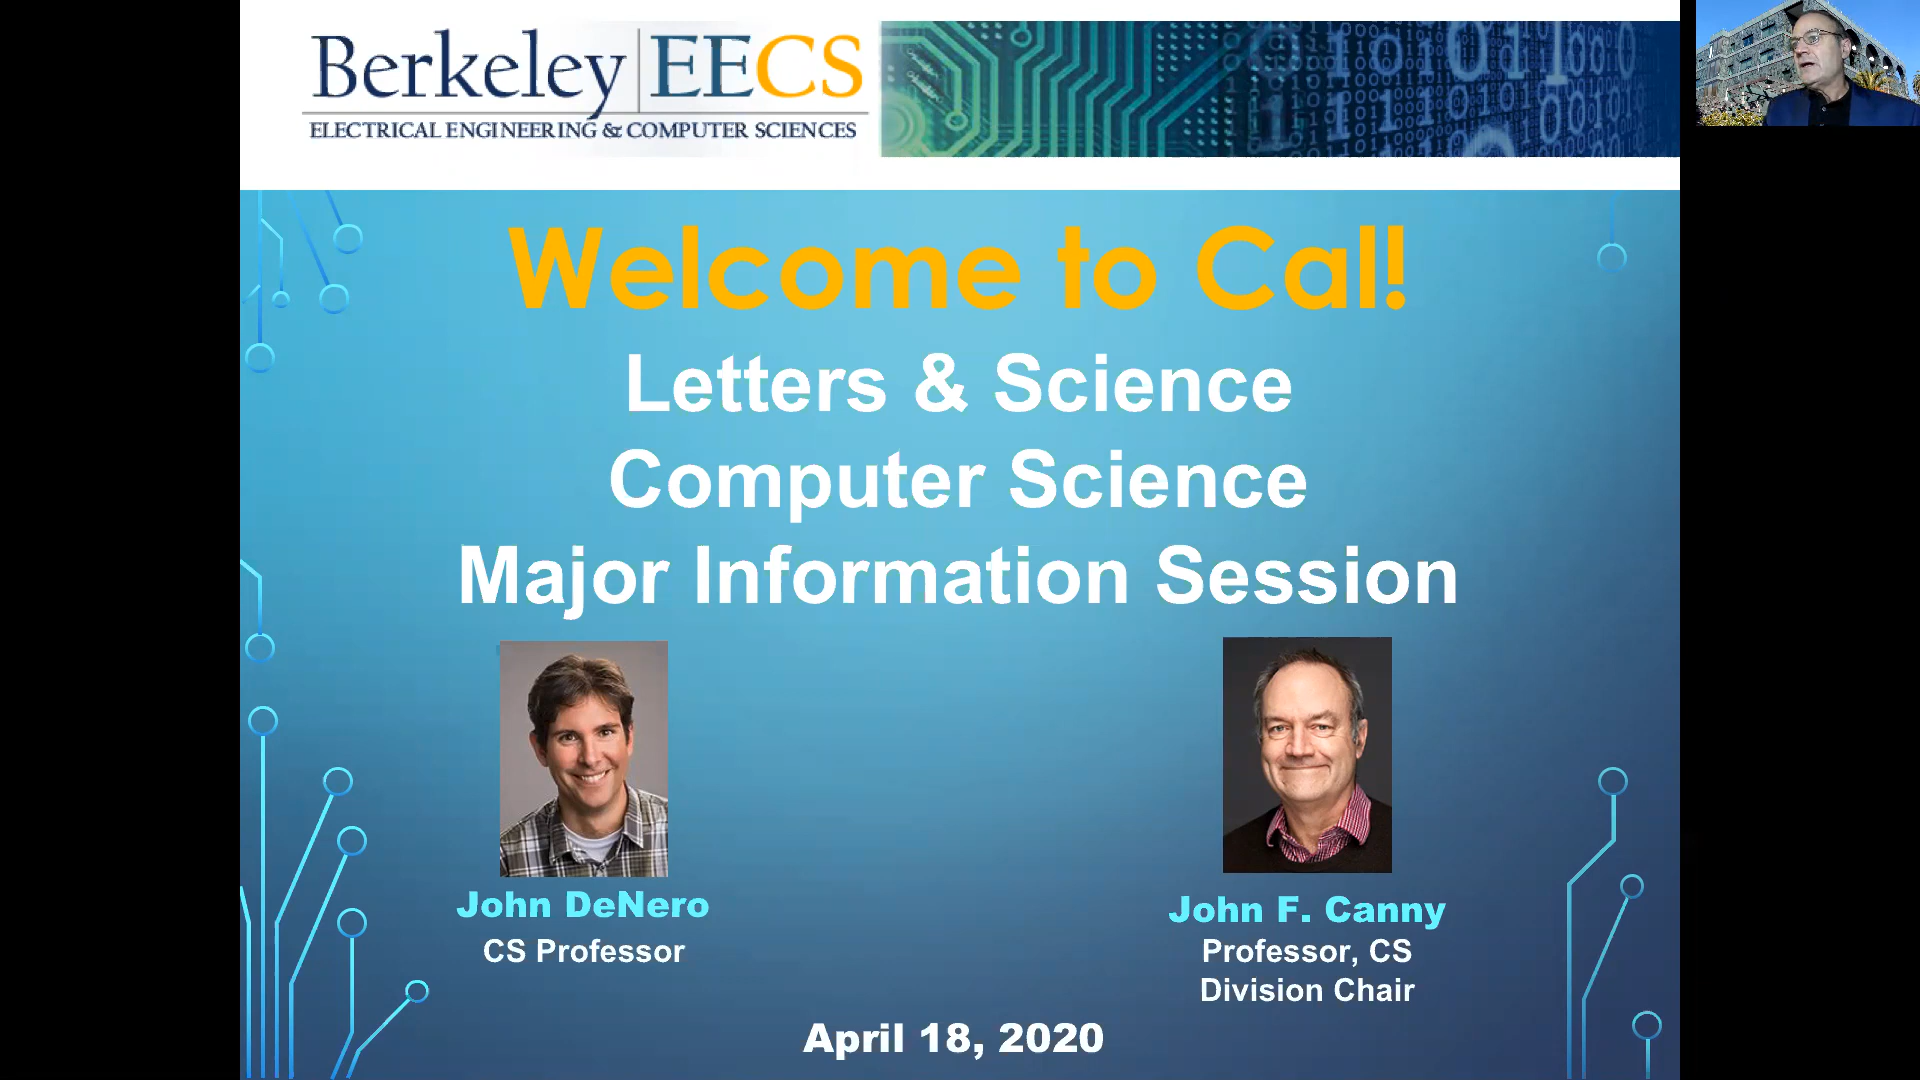 Berkeley EECS
ELECTRICAL ENGINEERING & COMPUTER SCIENCES
Welcome to Cal!
Letters & Science
Computer Science
Major Information Session
John DeNero
CS Professor
John F. Canny
Professor, CS
Division Chair
April 18, 2020